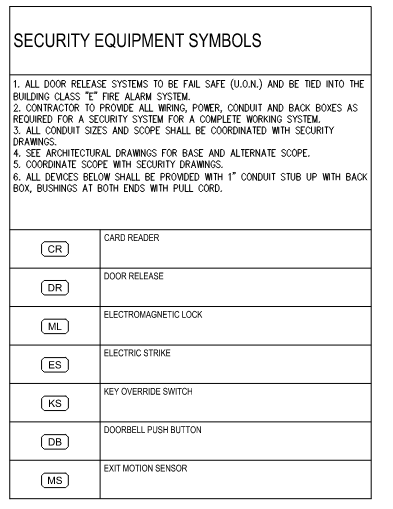 SECURITY EQUIPMENT SYMBOLS
1. ALL DOOR RELEASE SYSTEMS TO BE FAIL SAFE (U.O.N.) AND BE TIED INTO THE
BUILDING CLASS "E" FIRE ALARM SYSTEM.
2. CONTRACTOR TO PROVIDE ALL WIRING, POWER, CONDUIT AND BACK BOXES AS
REQUIRED FOR A SECURITY SYSTEM FOR A COMPLETE WORKING SYSTEM.
3. ALL CONDUIT SIZES AND SCOPE SHALL BE COORDINATED WITH SECURITY
DRAWINGS.
4. SEE ARCHITECTURAL DRAWINGS FOR BASE AND ALTERNATE SCOPE.
5. COORDINATE SCOPE WITH SECURITY DRAWINGS.
6. ALL DEVICES BELOW SHALL BE PROVIDED WITH 1" CONDUIT STUB UP WITH BACK
BOX, BUSHINGS AT BOTH ENDS WITH PULL CORD.
CR CARD READER
DR DOOR RELEASE
ML ELECTROMAGNETIC LOCK
ES ELECTRIC STRIKE
KS KEY OVERRIDE SWITCH
DB DOORBELL PUSH BUTTON
MS EXIT MOTION SENSOR